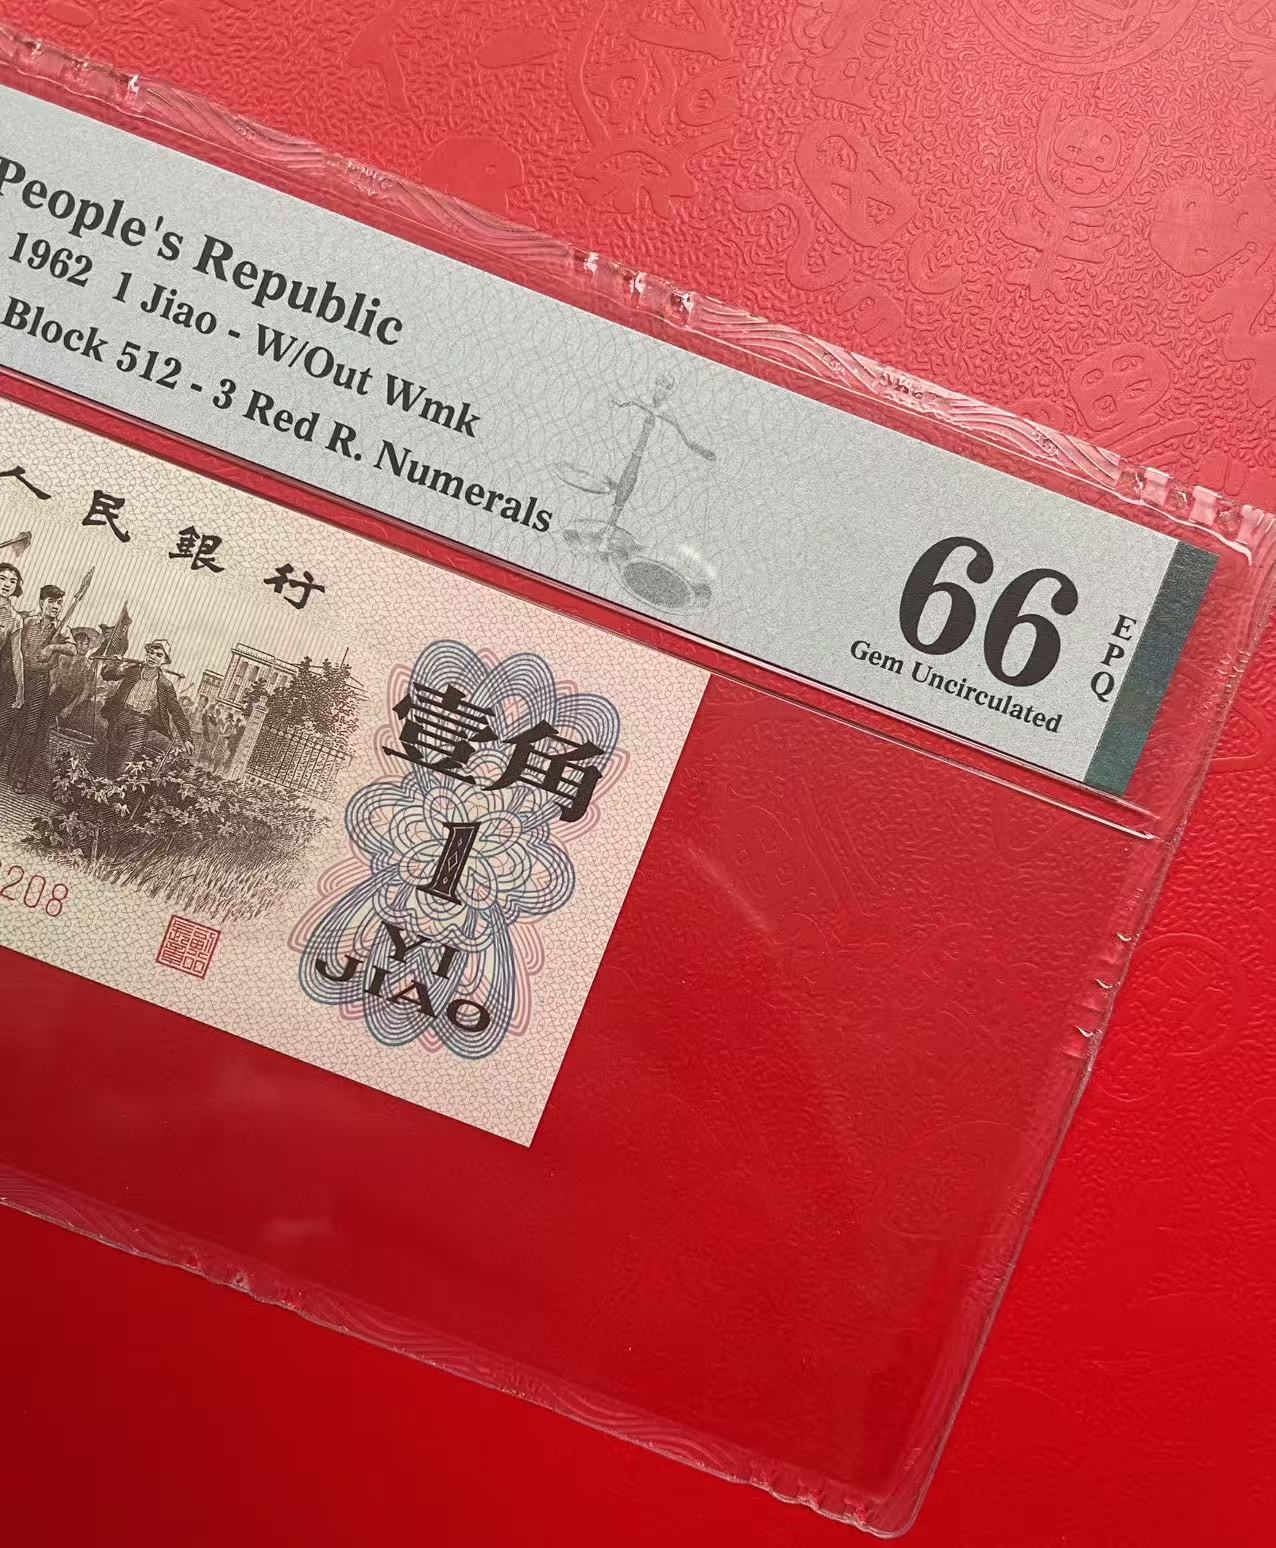 People's Republic
1962 1 Jiao - W/Out Wmk
Block 512 - 3 Red R. Numerals
66
EPQ
Gem Uncirculated
人民銀行
壹角
1
YI
JIAO
208